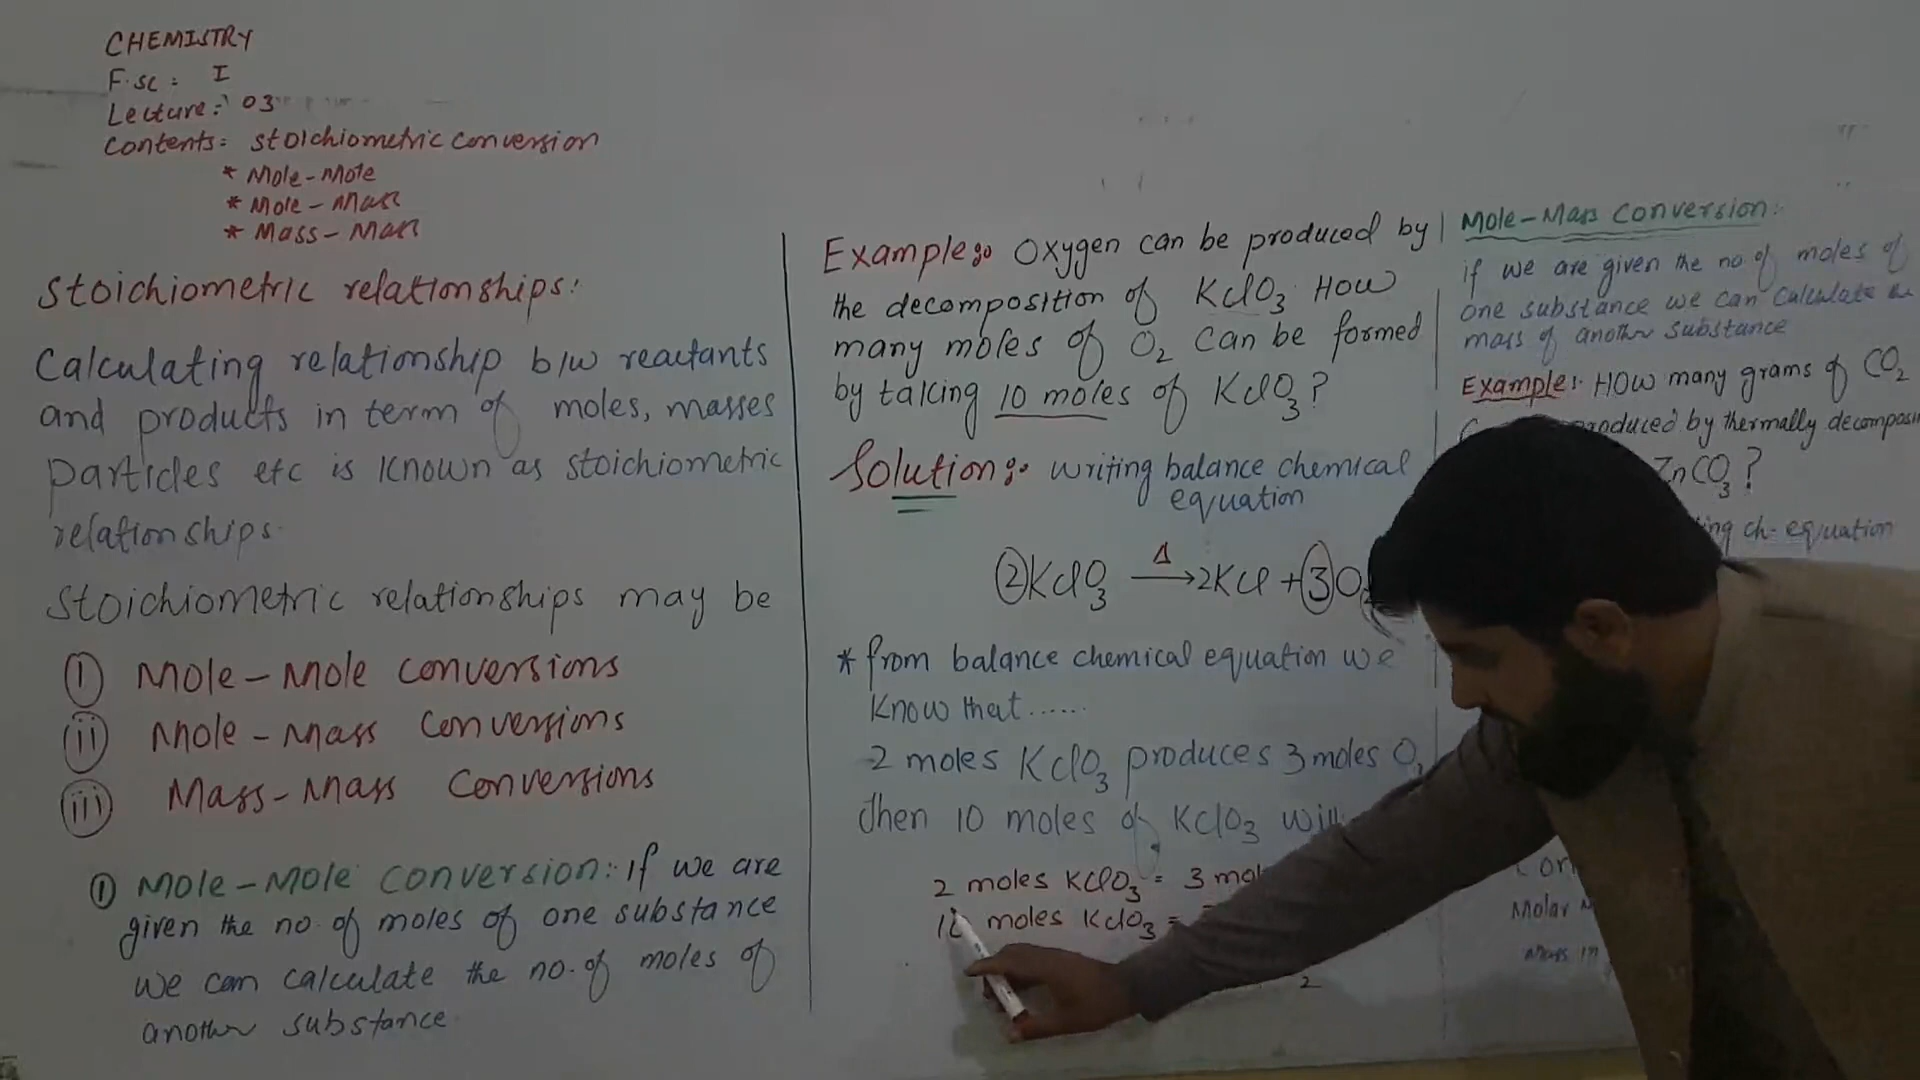 CHEMISTRY
F.sc: I
Lecture: 03
Contents: stoichiometric conversion
* Mole-Mole
* Mole-Mass
* Mass-Mass
Stoichiometric relationships:
Calculating relationship b/w reactants
and products in term of moles, masses
particles etc is known as stoichiometric
relationships.
Stoichiometric relationships may be
i Mole-Mole conversions
ii Mole-Mass conversions
iii Mass-Mass conversions
① Mole-Mole conversion: If we are
given the no. of moles of one substance
we can calculate the no. of moles of
another substance
Example: Oxygen can be produced by
the decomposition of KClO₃. How
many moles of O₂ can be formed
by taking 10 moles of KClO₃?
Solution: writing balance chemical
equation
②KClO₃ Δ→ 2KCl + ③O
* from balance chemical equation we
know that......
2 moles KClO₃ produces 3 moles O₂
then 10 moles of KClO₃ will
2 moles KClO₃ = 3 mol
moles KClO₃ =
2
Mole-Mass Conversion:
if we are given the no. of moles of
one substance we can calculate
mass of another substance
Example: How many grams of CO₂
produced by thermally
ZnCO₃?
ch. equation
Molar
mass in